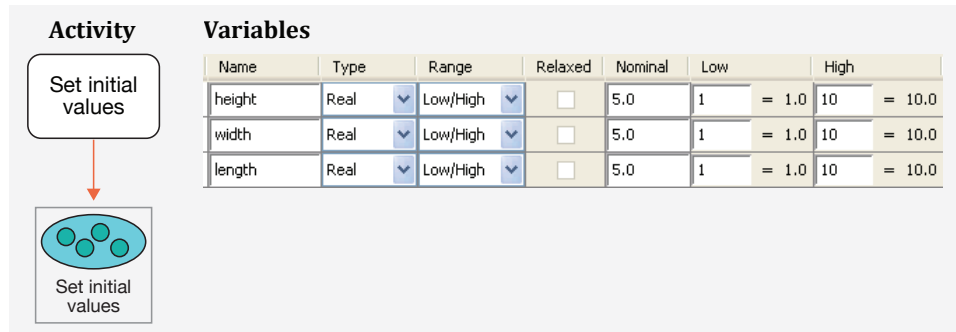 Activity Variables
Set initial
values
Name Type Range Relaxed Nominal Low High
height Real Low/High 5.0 1 = 1.0 10 = 10.0
width Real Low/High 5.0 1 = 1.0 10 = 10.0
length Real Low/High 5.0 1 = 1.0 10 = 10.0
Set initial
values